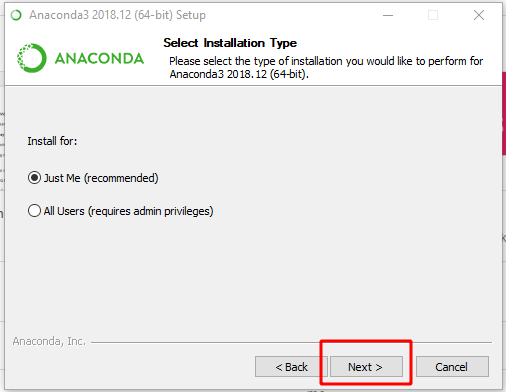 Anaconda3 2018.12 (64-bit) Setup
Select Installation Type
ANACONDA
Please select the type of installation you would like to perform for
Anaconda3 2018.12 (64-bit).
Install for:
Just Me (recommended)
All Users (requires admin privileges)
Anaconda, Inc.
< Back
Next >
Cancel